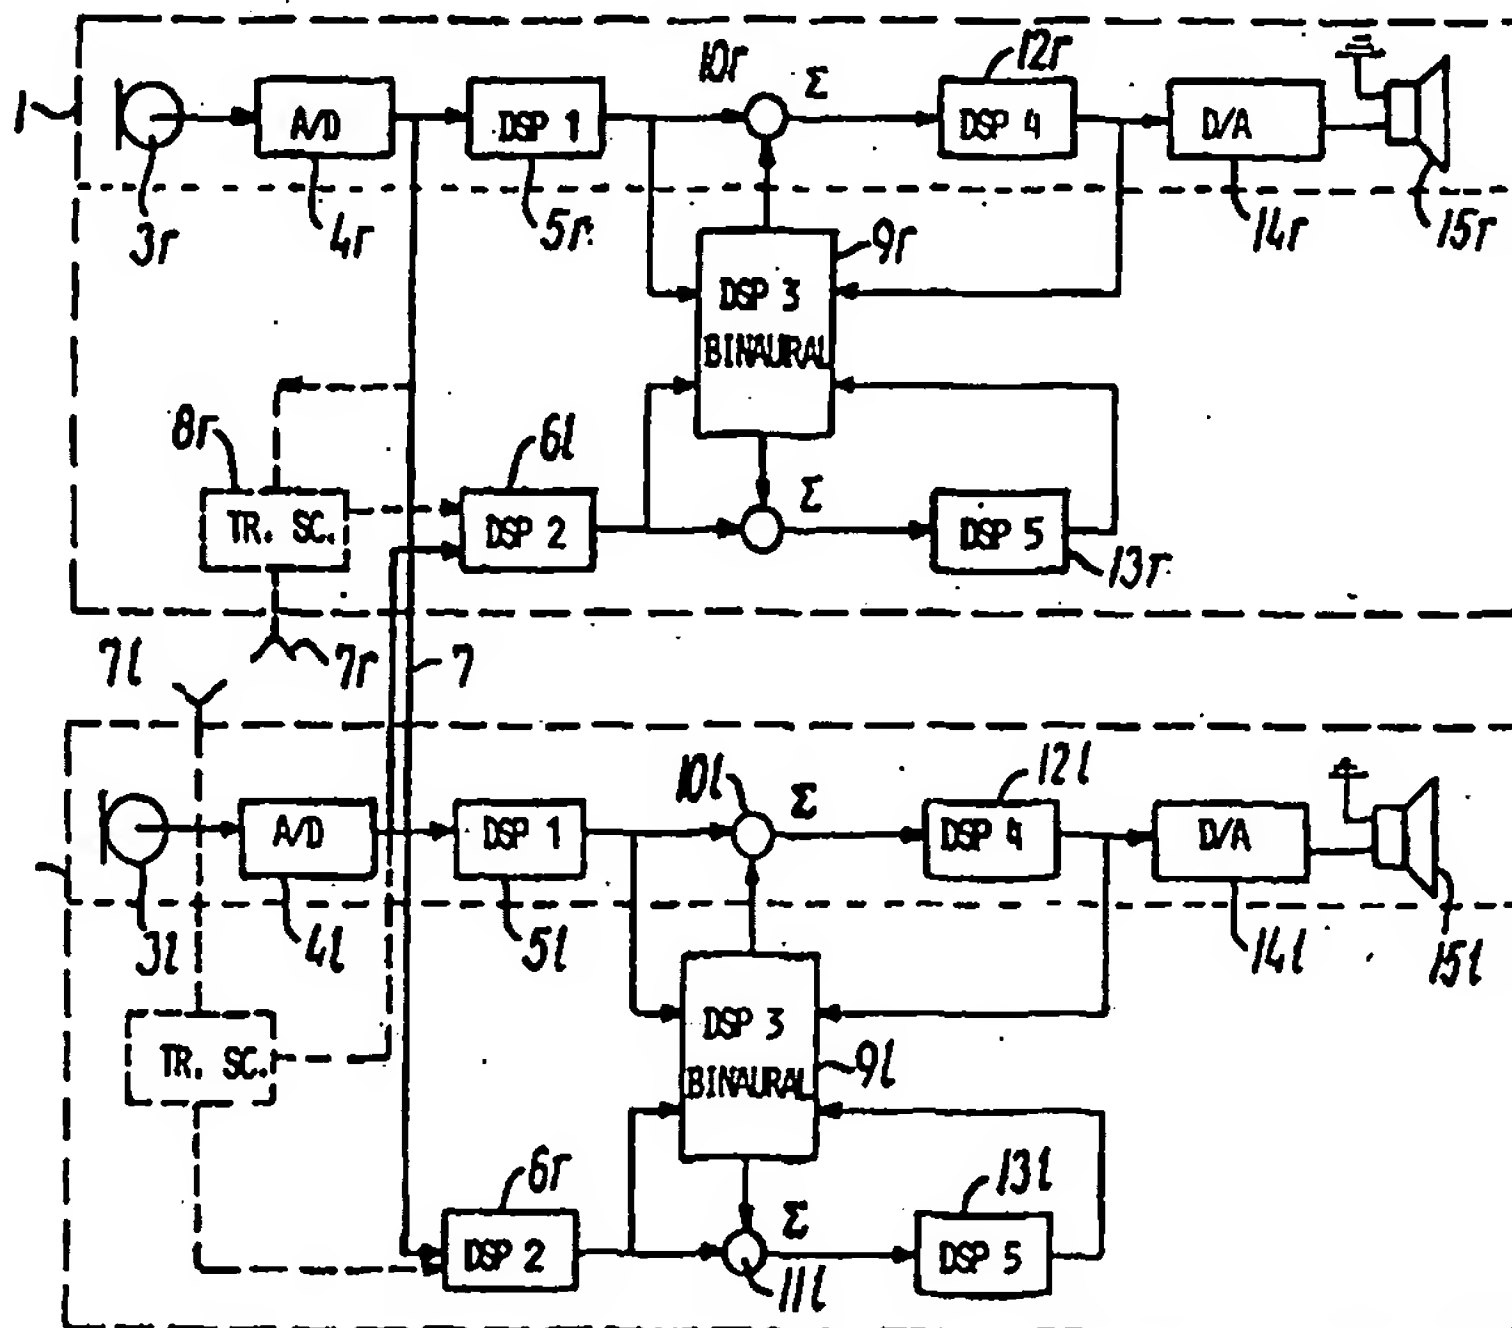 10r Σ 12r
1 A/D DSP 1 DSP 4 D/A
3r 4r 5r 9r 14r 15r
DSP 3
BINAURAL
8r 6l Σ
TR. SC. DSP 2 DSP 5
13r
7l 7r 7
10l Σ 12l
A/D DSP 1 DSP 4 D/A
3l 4l 5l 14l 15l
DSP 3
TR. SC. BINAURAL 9l
6r 13l
Σ
DSP 2 DSP 5
11l